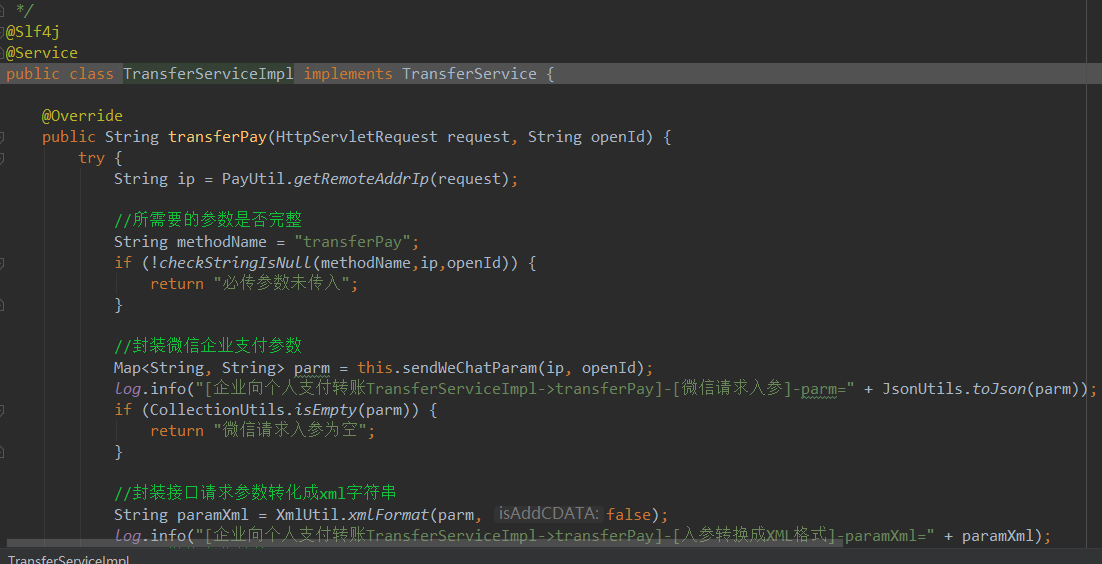 */
@Slf4j
@Service
public class TransferServiceImpl implements TransferService {
@Override
public String transferPay(HttpServletRequest request, String openId) {
try {
String ip = PayUtil.getRemoteAddrIp(request);
//所需要的参数是否完整
String methodName = "transferPay";
if (!checkStringIsNull(methodName,ip,openId)) {
return "必传参数未传入";
}
//封装微信企业支付参数
Map<String, String> parm = this.sendWeChatParam(ip, openId);
log.info("[企业向个人支付转账TransferServiceImpl->transferPay]-[微信请求入参]-parm=" + JsonUtils.toJson(parm));
if (CollectionUtils.isEmpty(parm)) {
return "微信请求入参为空";
}
//封装接口请求参数转化成xml字符串
String paramXml = XmlUtil.xmlFormat(parm, isAddCDATA: false);
log.info("[企业向个人支付转账TransferServiceImpl->transferPay]-[入参转换成XML格式]-paramXml=" + paramXml);
TransferServiceImpl